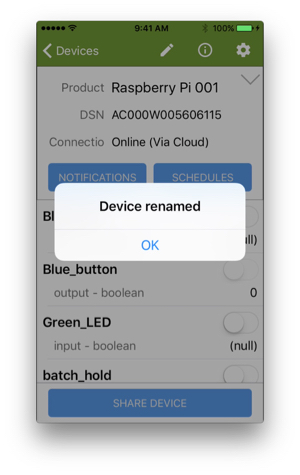 9:41 AM 100%
Devices
Product Raspberry Pi 001
DSN AC000W005606115
Connectio Online (Via Cloud)
NOTIFICATIONS SCHEDULES
Device renamed
OK
Bl
(null)
Blue_button
output - boolean 0
Green_LED
input - boolean (null)
batch_hold
SHARE DEVICE